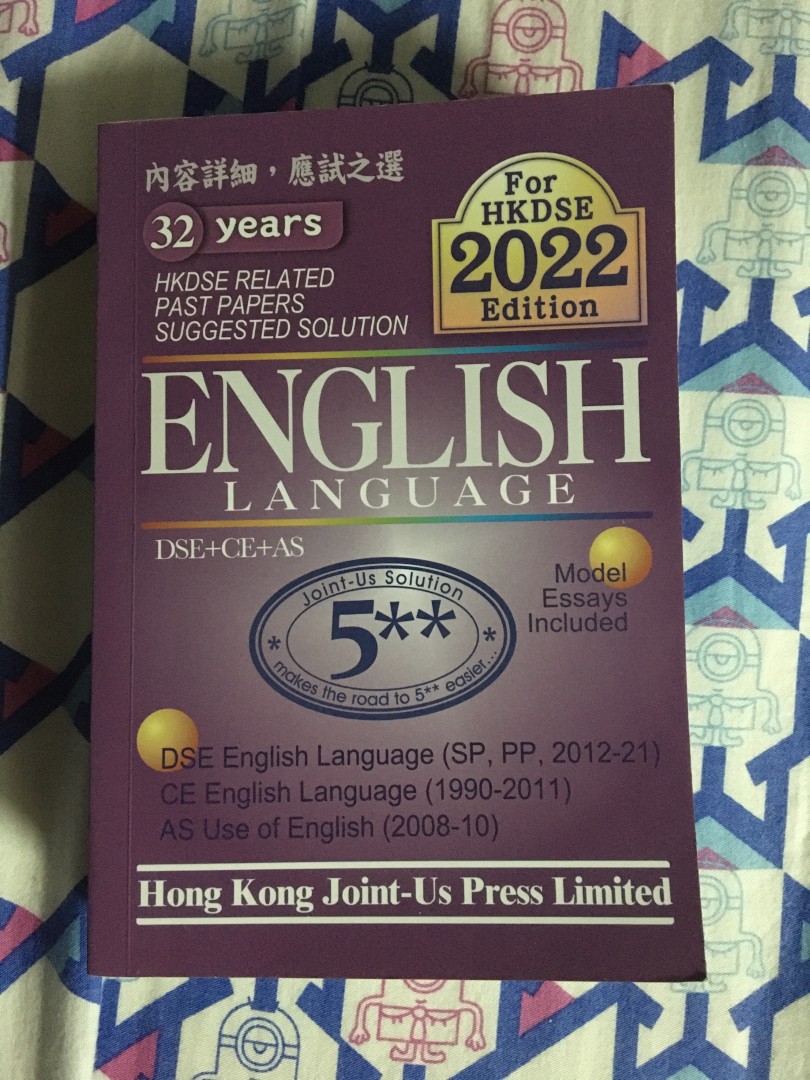 內容詳細，應試之選
32 years
HKDSE RELATED
PAST PAPERS
SUGGESTED SOLUTION
For
HKDSE
2022
Edition
ENGLISH
LANGUAGE
DSE+CE+AS
Joint-Us Solution
* 5** *
makes the road to 5** easier...
Model
Essays
Included
DSE English Language (SP, PP, 2012-21)
CE English Language (1990-2011)
AS Use of English (2008-10)
Hong Kong Joint-Us Press Limited